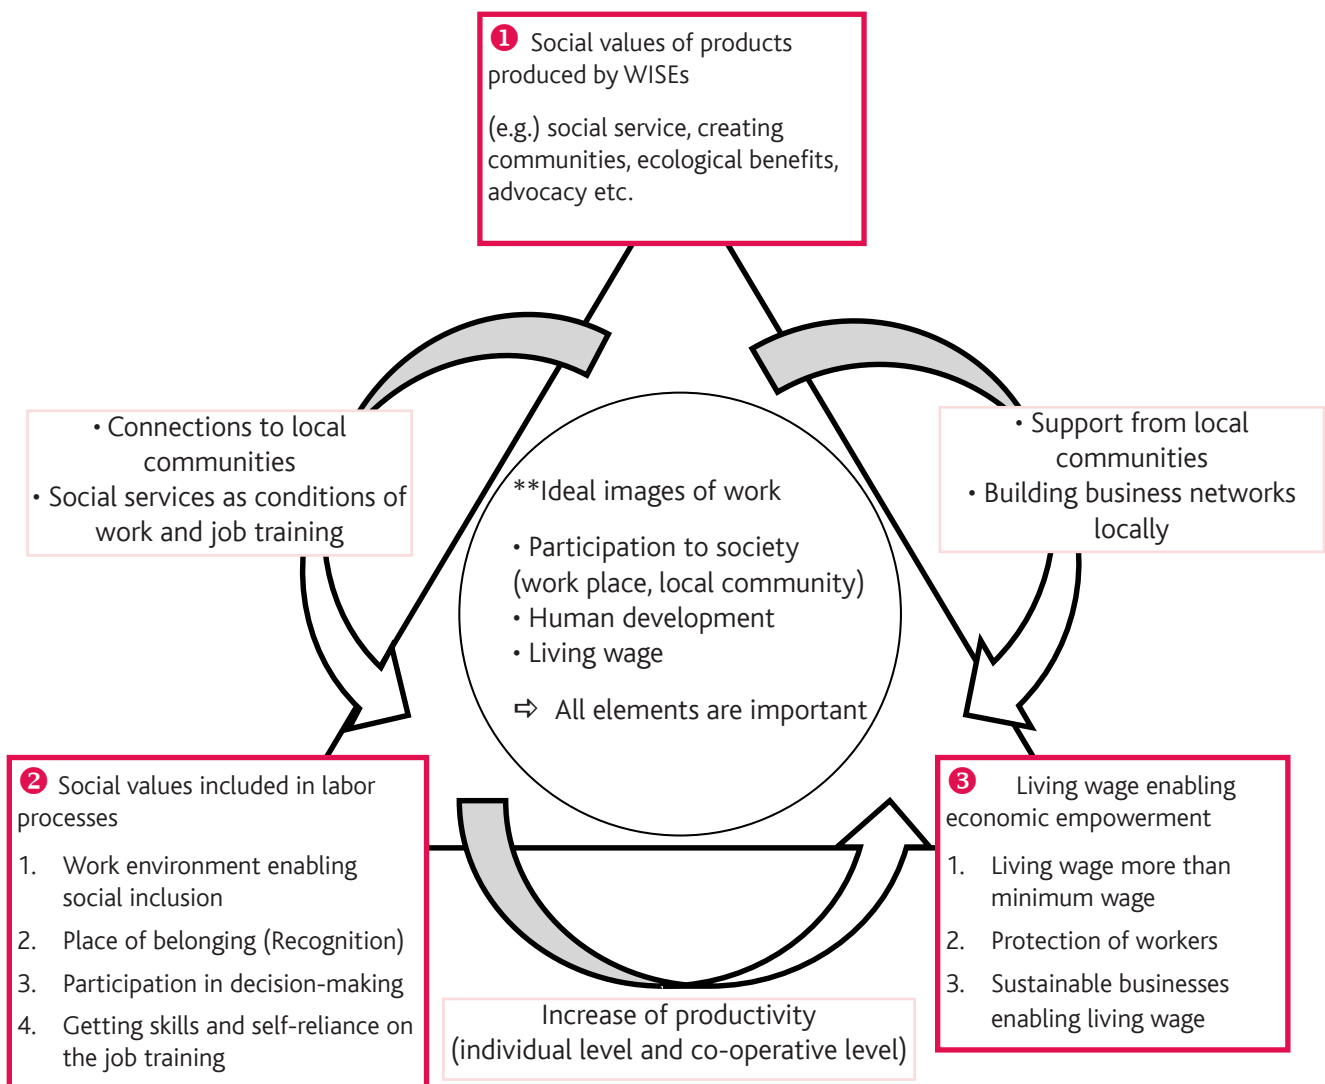 ❶ Social values of products
produced by WISEs
(e.g.) social service, creating
communities, ecological benefits,
advocacy etc.
• Connections to local
communities
• Social services as conditions of
work and job training
• Support from local
communities
• Building business networks
locally
**Ideal images of work
• Participation to society
(work place, local community)
• Human development
• Living wage
⇨ All elements are important
❷ Social values included in labor
processes
1. Work environment enabling
social inclusion
2. Place of belonging (Recognition)
3. Participation in decision-making
4. Getting skills and self-reliance on
the job training
Increase of productivity
(individual level and co-operative level)
❸ Living wage enabling
economic empowerment
1. Living wage more than
minimum wage
2. Protection of workers
3. Sustainable businesses
enabling living wage